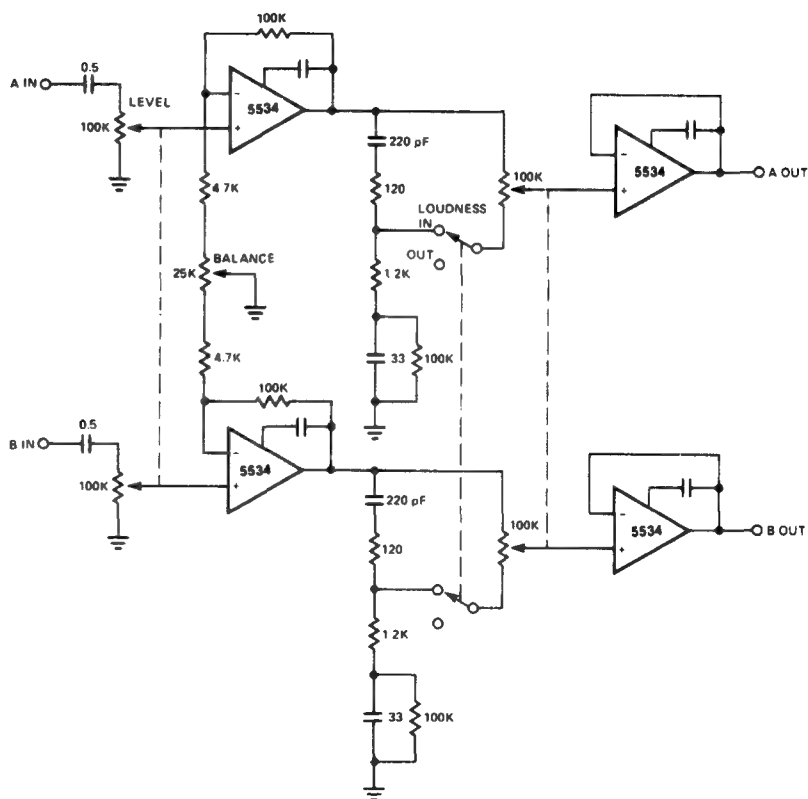 100K
0.5
A IN
LEVEL
100K
5534
220 pF
120
4.7K
LOUDNESS
IN
100K
5534
A OUT
BALANCE
25K
OUT
1.2K
33
100K
4.7K
100K
0.5
B IN
100K
5534
220 pF
120
100K
5534
B OUT
1.2K
33
100K